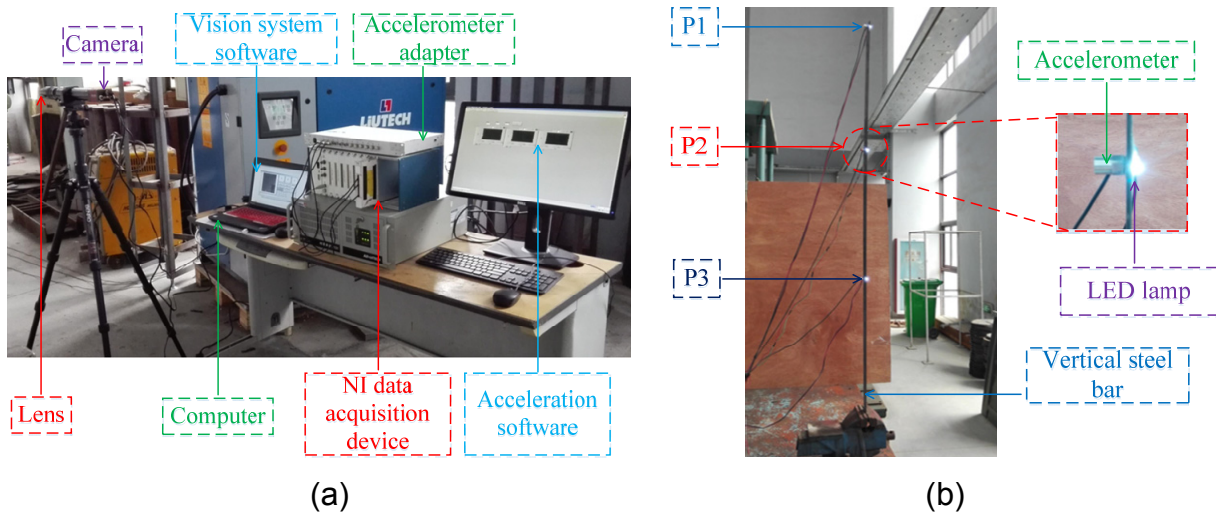 Camera
Vision system
software
Accelerometer
adapter
LiUTECH
Lens
Computer
NI data
acquisition
device
Acceleration
software
(a)
P1
P2
P3
Accelerometer
LED lamp
Vertical steel
bar
(b)